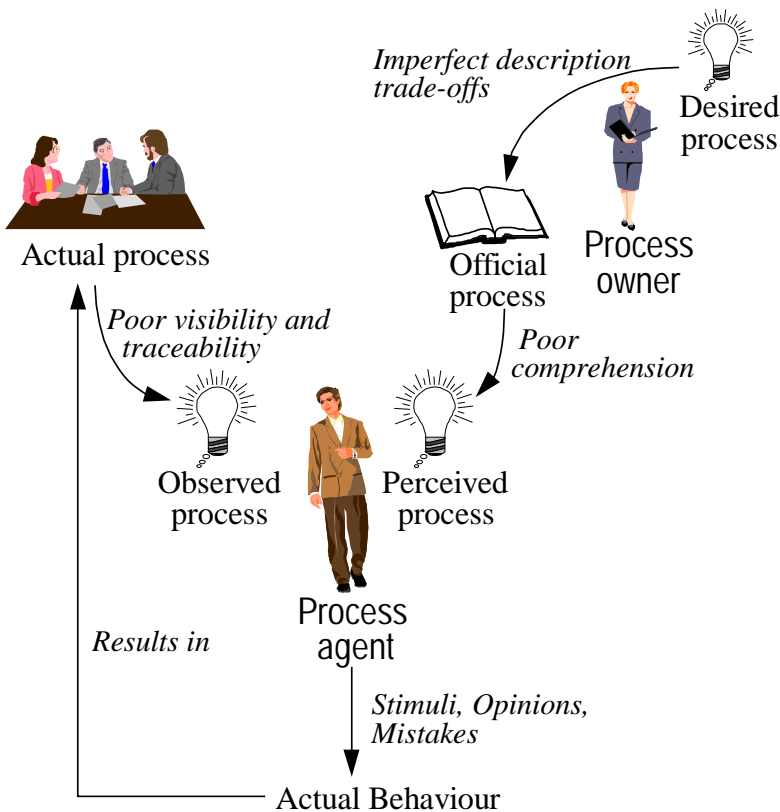 Imperfect description
trade-offs
Desired
process
Process
owner
Official
process
Actual process
Poor visibility and
traceability
Poor
comprehension
Observed
process
Perceived
process
Process
agent
Results in
Stimuli, Opinions,
Mistakes
Actual Behaviour